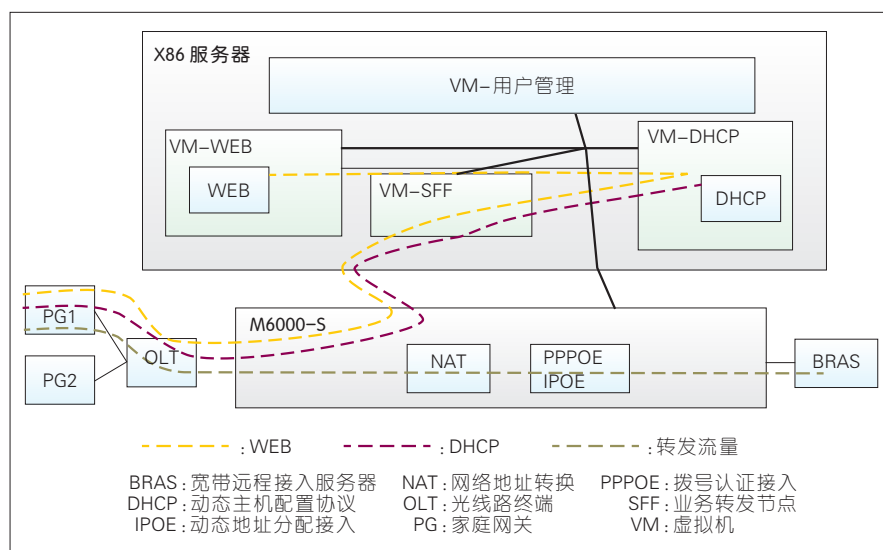 X86 服务器
VM-用户管理
VM-WEB
VM-DHCP
WEB
VM-SFF
DHCP
PG1
M6000-S
OLT
NAT
PPPOE
IPOE
BRAS
PG2
:WEB
:DHCP
:转发流量
BRAS:宽带远程接入服务器 NAT:网络地址转换 PPPOE:拨号认证接入
DHCP:动态主机配置协议 OLT:光线路终端 SFF:业务转发节点
IPOE:动态地址分配接入 PG:家庭网关 VM:虚拟机